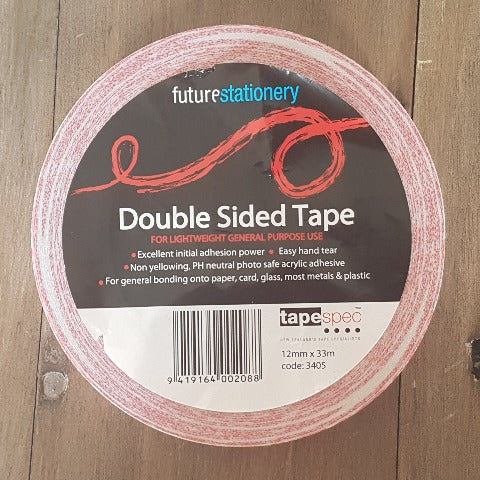 futurestationery
Double Sided Tape
FOR LIGHTWEIGHT GENERAL PURPOSE USE
• Excellent initial adhesion power • Easy hand tear
• Non yellowing, PH neutral photo safe acrylic adhesive
• For general bonding onto paper, card, glass, most metals & plastic
tapespec™
NEW ZEALAND'S TAPE SPECIALISTS
12mm x 33m
code: 3405
9 419164 002088